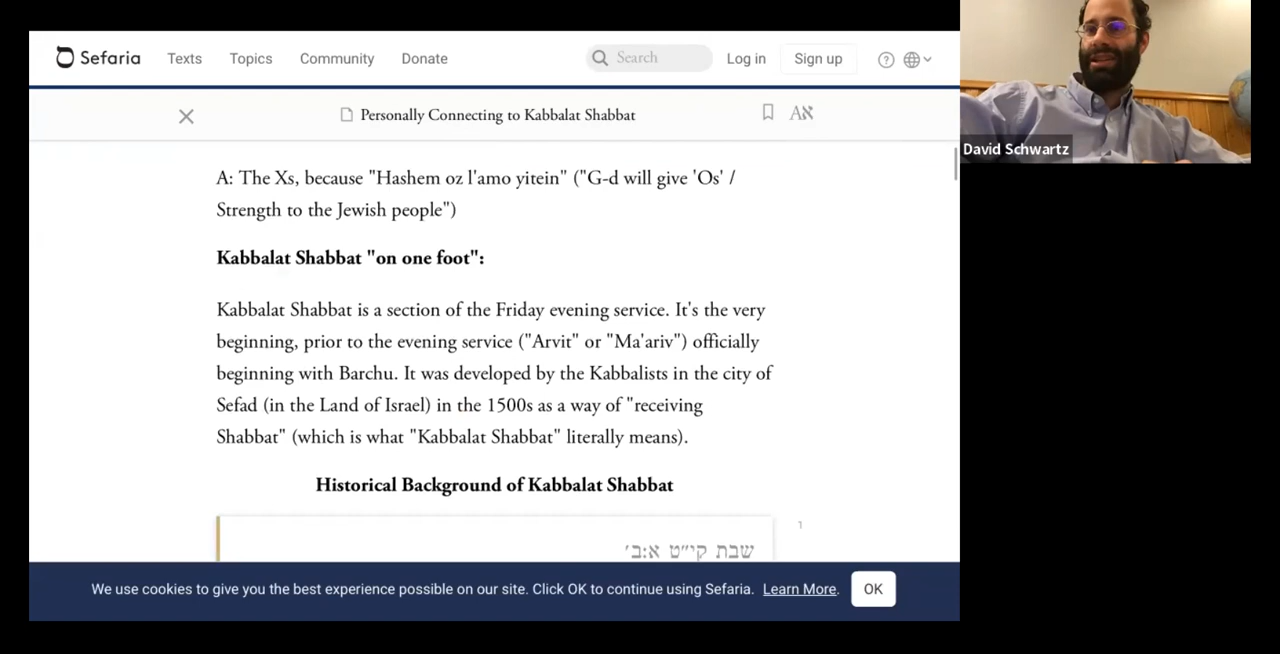 Sefaria
Texts
Topics
Community
Donate
Search
Log in
Sign up
Personally Connecting to Kabbalat Shabbat
Aא
David Schwartz
A: The Xs, because "Hashem oz l'amo yitein" ("G-d will give 'Os' /
Strength to the Jewish people")
Kabbalat Shabbat "on one foot":
Kabbalat Shabbat is a section of the Friday evening service. It's the very
beginning, prior to the evening service ("Arvit" or "Ma'ariv") officially
beginning with Barchu. It was developed by the Kabbalists in the city of
Sefad (in the Land of Israel) in the 1500s as a way of "receiving
Shabbat" (which is what "Kabbalat Shabbat" literally means).
Historical Background of Kabbalat Shabbat
שבת קי״ט א:ב׳
We use cookies to give you the best experience possible on our site. Click OK to continue using Sefaria. Learn More.
OK